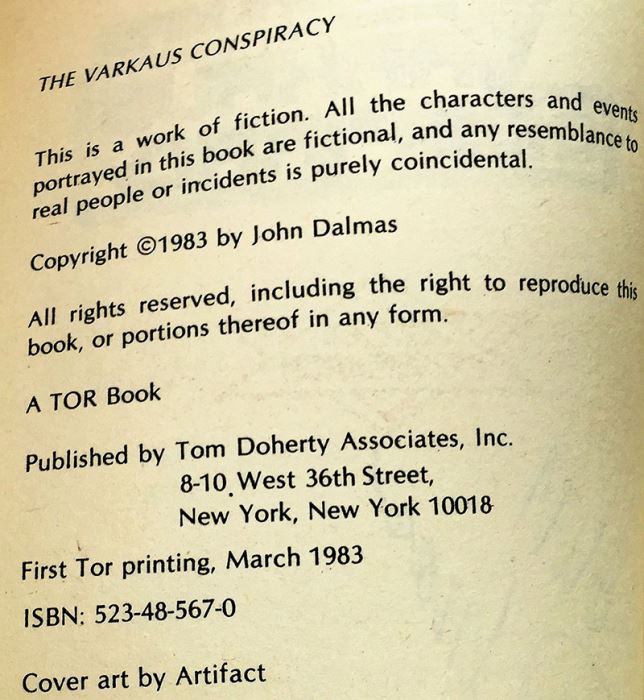 THE VARKAUS CONSPIRACY
This is a work of fiction. All the characters and events
portrayed in this book are fictional, and any resemblance to
real people or incidents is purely coincidental.
Copyright ©1983 by John Dalmas
All rights reserved, including the right to reproduce this
book, or portions thereof in any form.
A TOR Book
Published by Tom Doherty Associates, Inc.
8-10 West 36th Street,
New York, New York 10018
First Tor printing, March 1983
ISBN: 523-48-567-0
Cover art by Artifact